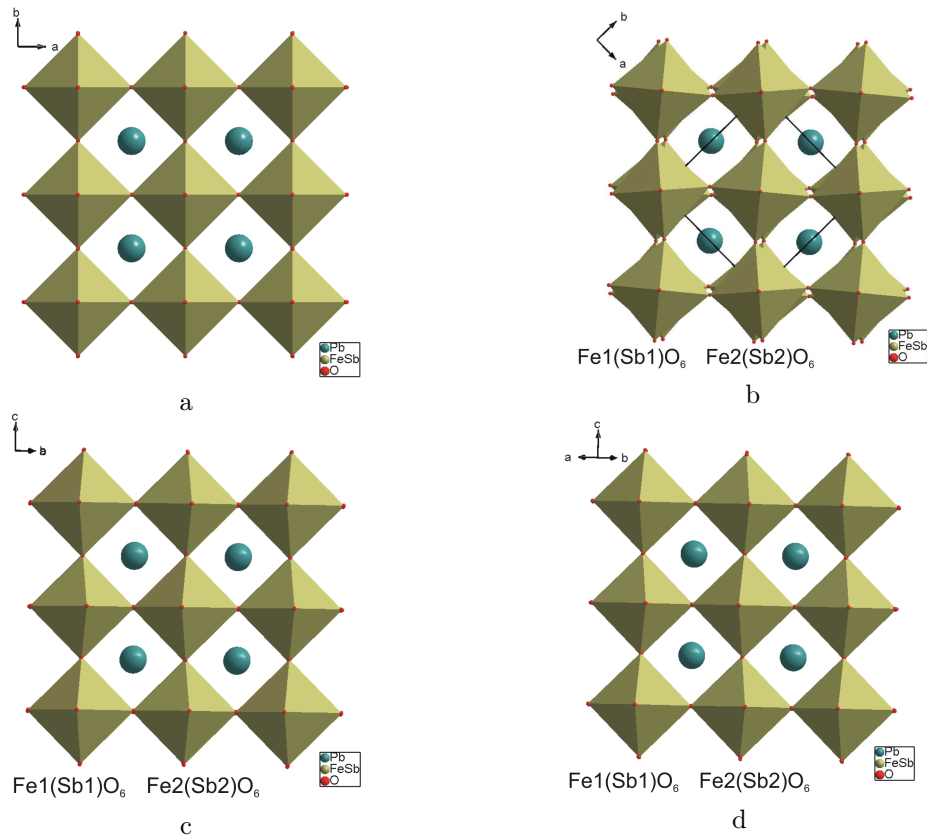 b
a
Pb
FeSb
O
a
b
a
Pb
FeSb
O
Fe1(Sb1)O₆ Fe2(Sb2)O₆
b
c
Pb
FeSb
O
Fe1(Sb1)O₆ Fe2(Sb2)O₆
c
c
a
b
Pb
FeSb
O
Fe1(Sb1)O₆ Fe2(Sb2)O₆
d